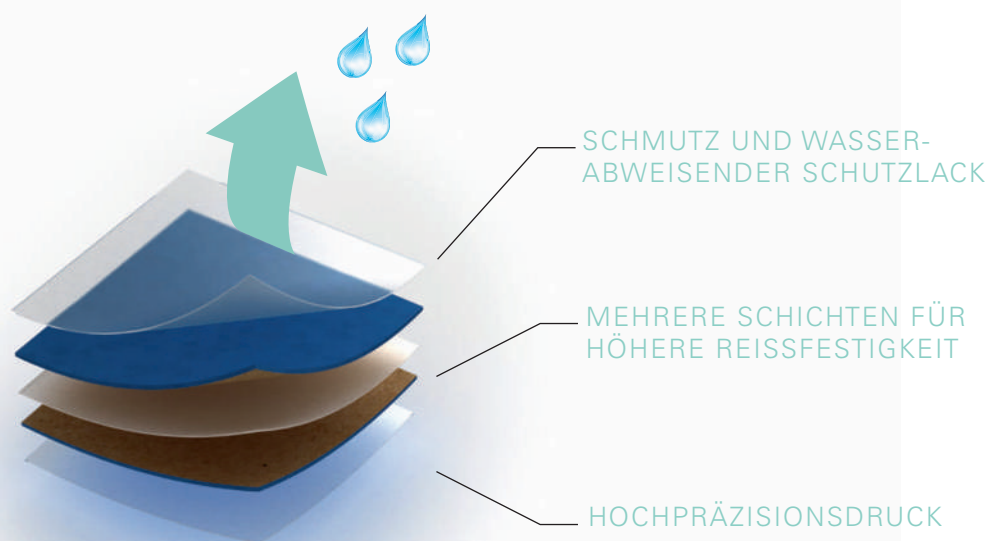 SCHMUTZ UND WASSER-
ABWEISENDER SCHUTZLACK
MEHRERE SCHICHTEN FÜR
HÖHERE REISSFESTIGKEIT
HOCHPRÄZISIONSDRUCK